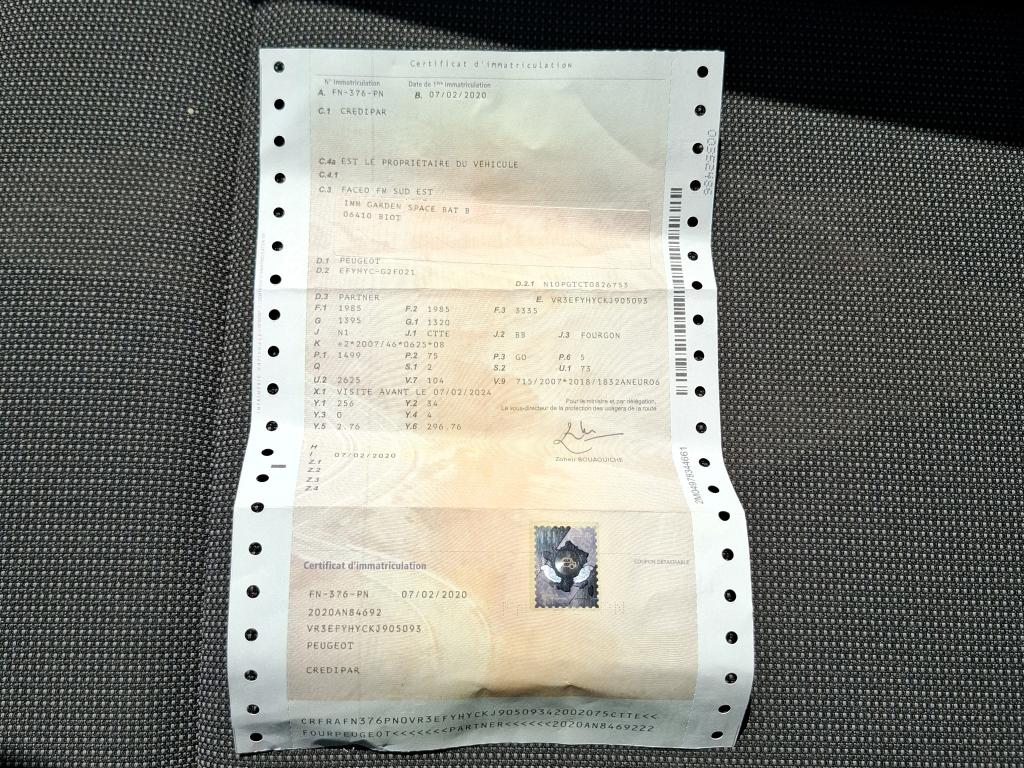 Certificat d'immatriculation
N° Immatriculation Date de 1ère immatriculation
A. FN-376-PN B. 07/02/2020
C.1 CREDIPAR
C.4a EST LE PROPRIETAIRE DU VEHICULE
C.4.1
C.3 FACEO FM SUD EST
IMM GARDEN SPACE BAT B
06410 BIOT
D.1 PEUGEOT
D.2 EFYHYC-G2F021
D.2.1 N10PGTCT0826753
D.3 PARTNER E. VR3EFYHYCKJ905093
F.1 1985 F.2 1985 F.3 3335
G 1395 G.1 1320
J N1 J.1 CTTE J.2 BB J.3 FOURGON
K e2*2007/46*0625*08
P.1 1499 P.2 75 P.3 GO P.6 5
Q S.1 2 S.2 U.1 73
U.2 2625 V.7 104 V.9 715/2007*2018/1832ANEURO6
X.1 VISITE AVANT LE 07/02/2024
Y.1 256 Y.2 34
Y.3 0 Y.4 4
Y.5 2.76 Y.6 296.76
Pour le ministre et par délégation,
Le sous-directeur de la protection des usagers de la route
Zoheir BOUAOUICHE
H
I 07/02/2020
Z.1
Z.2
Z.3
Z.4
2M04978344661
COUPON DÉTACHABLE
Certificat d'immatriculation
FN-376-PN 07/02/2020
2020AN84692
VR3EFYHYCKJ905093
PEUGEOT
CREDIPAR
CRFRAFN376PN0VR3EFYHYCKJ90509342002075CTTE<<
FOURPEUGEOT<<<<<<<PARTNER<<<<<<2020AN8469222